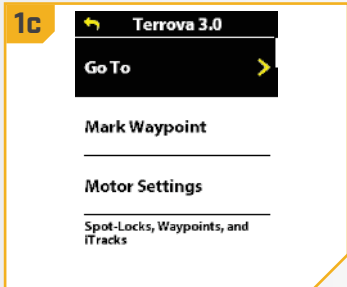 1c
Terrova 3.0
Go To
Mark Waypoint
Motor Settings
Spot-Locks, Waypoints, and
iTracks